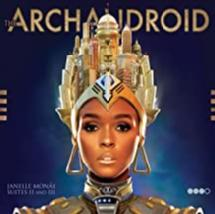 THE ARCHANDROID
JANELLE MONÁE
SUITES II AND III